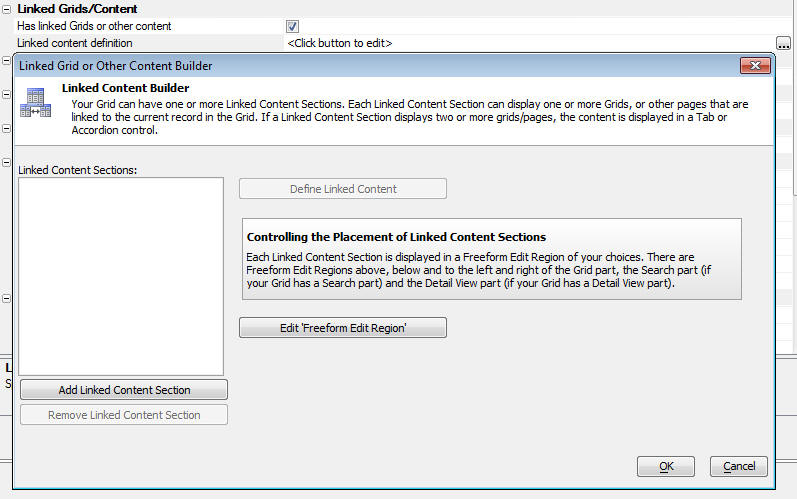 Linked Grids/Content
Has linked Grids or other content
Linked content definition <Click button to edit> ...
Linked Grid or Other Content Builder
Linked Content Builder
Your Grid can have one or more Linked Content Sections. Each Linked Content Section can display one or more Grids, or other pages that are
linked to the current record in the Grid. If a Linked Content Section displays two or more grids/pages, the content is displayed in a Tab or
Accordion control.
Linked Content Sections:
Define Linked Content
Controlling the Placement of Linked Content Sections
Each Linked Content Section is displayed in a Freeform Edit Region of your choices. There are
Freeform Edit Regions above, below and to the left and right of the Grid part, the Search part (if
your Grid has a Search part) and the Detail View part (if your Grid has a Detail View part).
Edit 'Freeform Edit Region'
L
S
Add Linked Content Section
Remove Linked Content Section
OK
Cancel